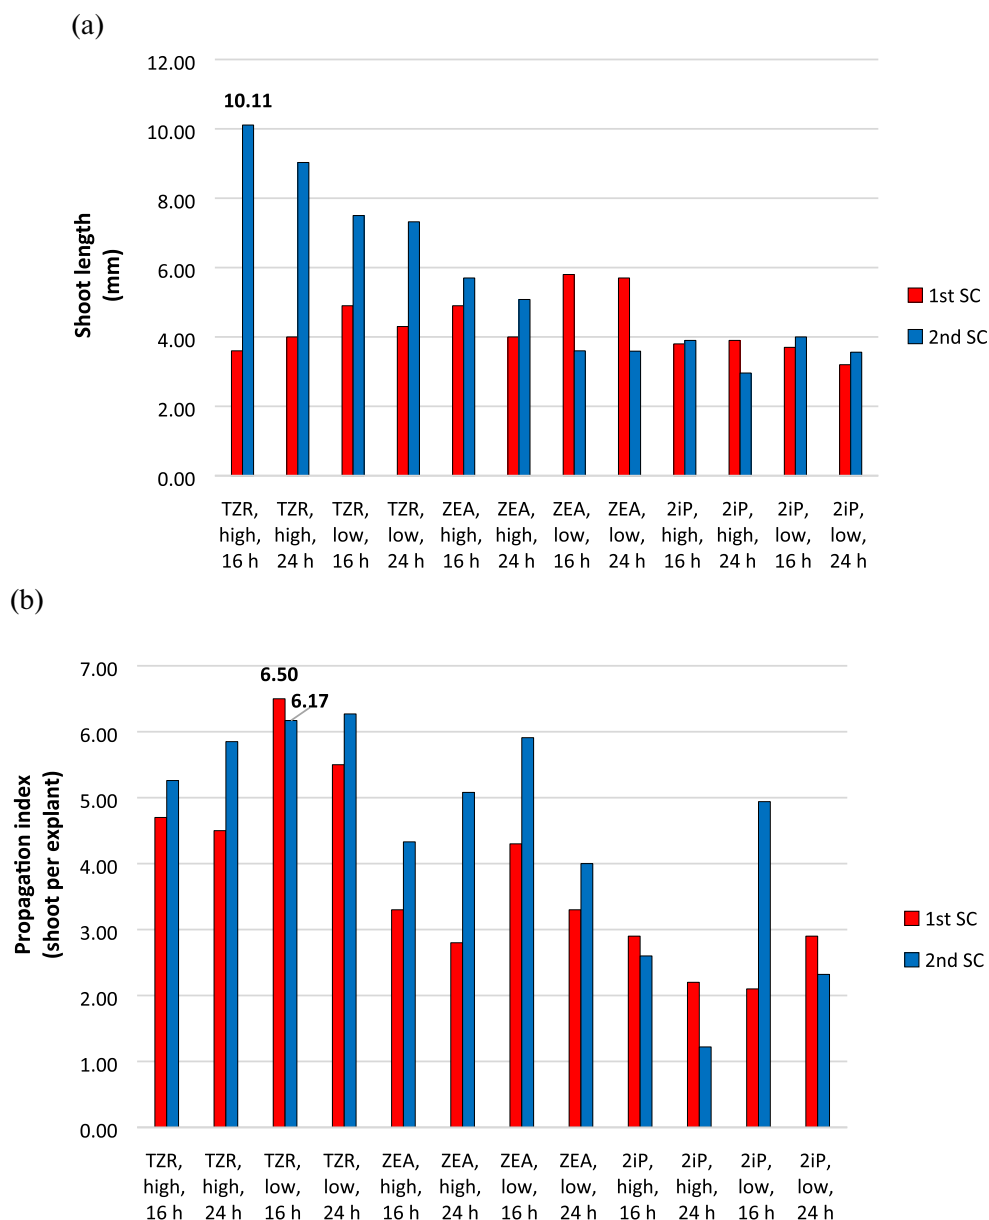 (a)
12.00
10.00
8.00
6.00
4.00
2.00
0.00
Shoot length
(mm)
10.11
TZR, high, 16 h
TZR, high, 24 h
TZR, low, 16 h
TZR, low, 24 h
ZEA, high, 16 h
ZEA, high, 24 h
ZEA, low, 16 h
ZEA, low, 24 h
2iP, high, 16 h
2iP, high, 24 h
2iP, low, 16 h
2iP, low, 24 h
1st SC
2nd SC
(b)
7.00
6.00
5.00
4.00
3.00
2.00
1.00
0.00
Propagation index
(shoot per explant)
6.50
6.17
TZR, high, 16 h
TZR, high, 24 h
TZR, low, 16 h
TZR, low, 24 h
ZEA, high, 16 h
ZEA, high, 24 h
ZEA, low, 16 h
ZEA, low, 24 h
2iP, high, 16 h
2iP, high, 24 h
2iP, low, 16 h
2iP, low, 24 h
1st SC
2nd SC